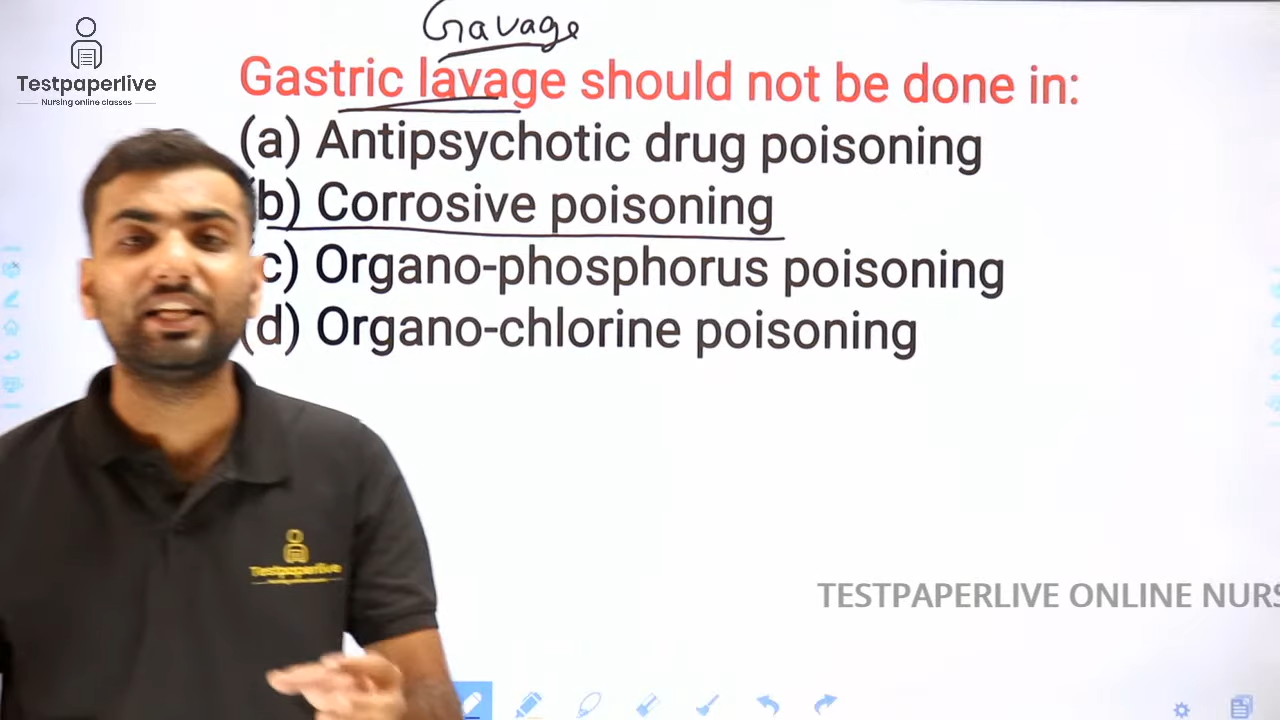 Testpaperlive
Nursing online classes
Gavage
Gastric lavage should not be done in:
(a) Antipsychotic drug poisoning
(b) Corrosive poisoning
(c) Organo-phosphorus poisoning
(d) Organo-chlorine poisoning
Testpaperlive
TESTPAPERLIVE ONLINE NURS